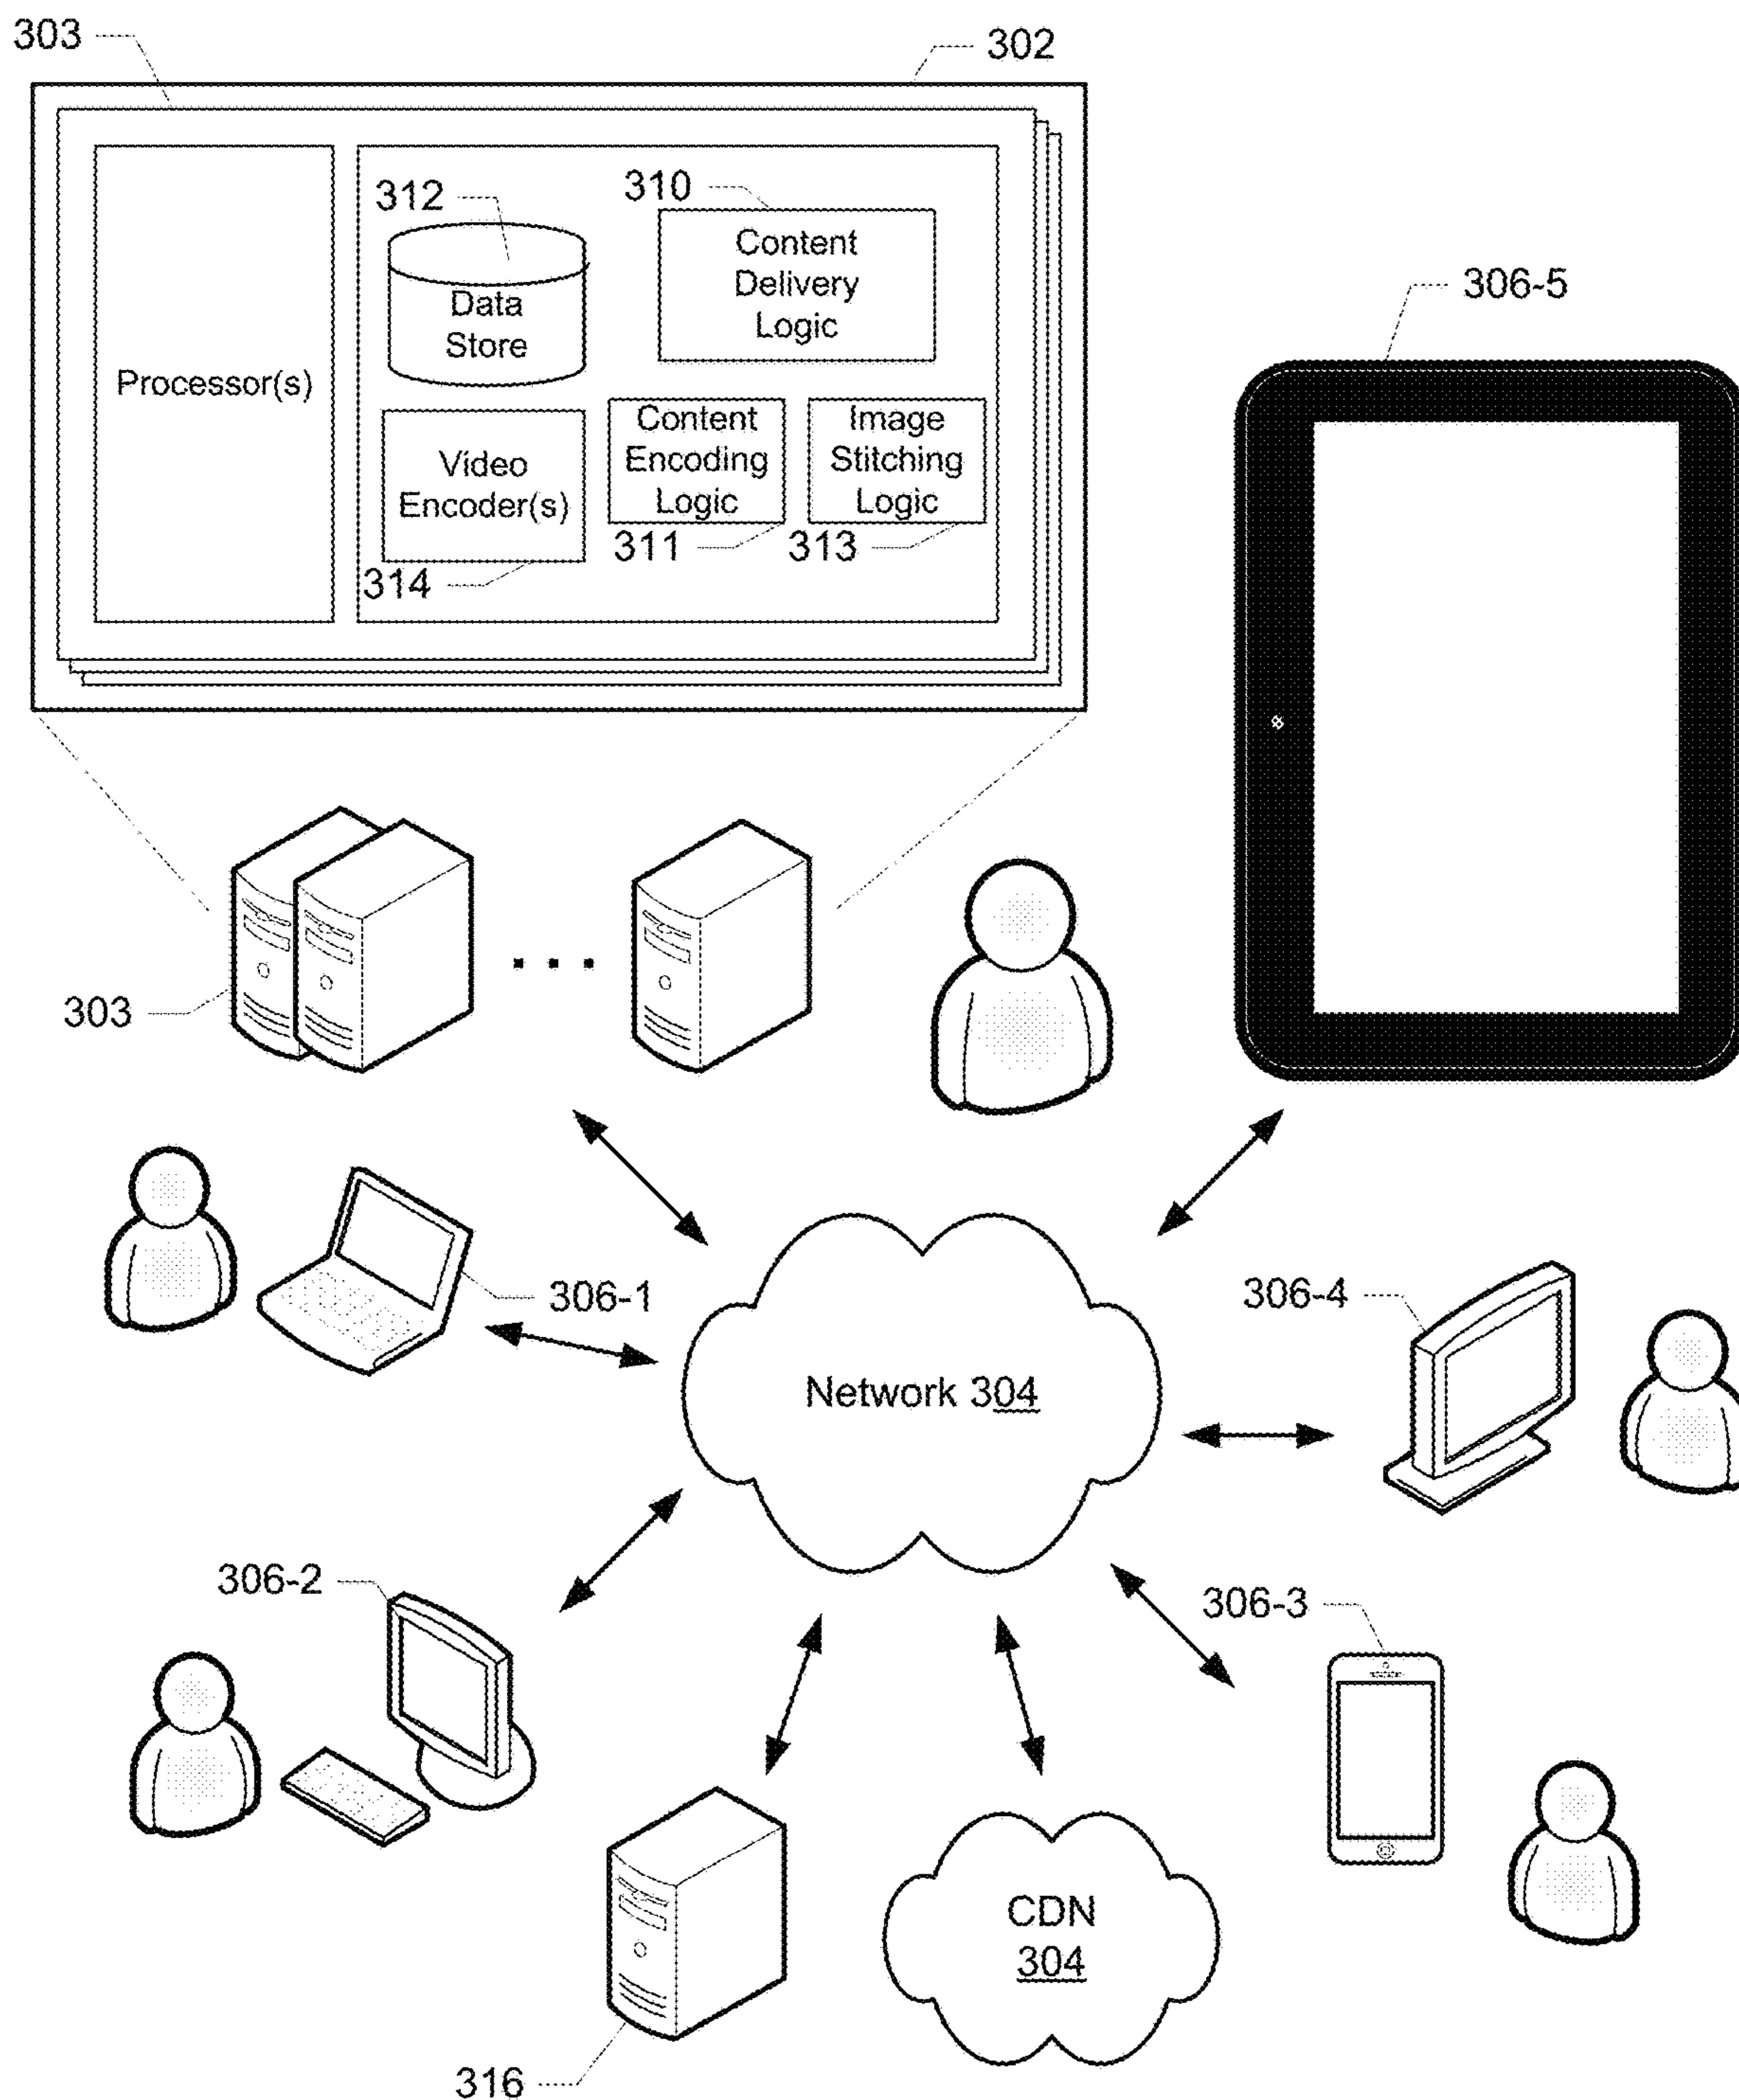 303
302
312
310
Content
Delivery
Logic
Data
Store
306-5
Processor(s)
Content
Encoding
Logic
Image
Stitching
Logic
Video
Encoder(s)
311
313
314
303
306-1
306-4
Network 304
306-2
306-3
CDN
304
316